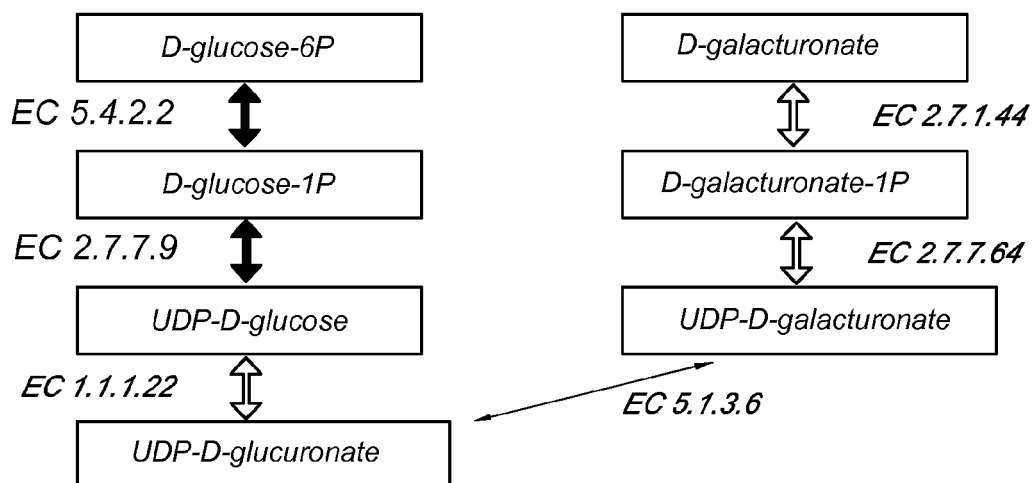 D-glucose-6P
EC 5.4.2.2
D-glucose-1P
EC 2.7.7.9
UDP-D-glucose
EC 1.1.1.22
UDP-D-glucuronate
D-galacturonate
EC 2.7.1.44
D-galacturonate-1P
EC 2.7.7.64
UDP-D-galacturonate
EC 5.1.3.6